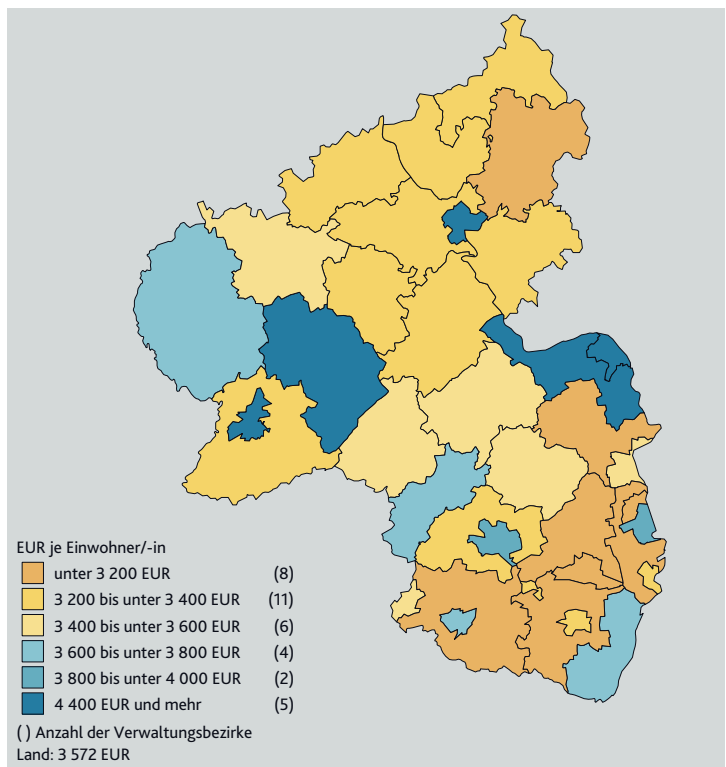 EUR je Einwohner/-in
unter 3 200 EUR (8)
3 200 bis unter 3 400 EUR (11)
3 400 bis unter 3 600 EUR (6)
3 600 bis unter 3 800 EUR (4)
3 800 bis unter 4 000 EUR (2)
4 400 EUR und mehr (5)
( ) Anzahl der Verwaltungsbezirke
Land: 3 572 EUR